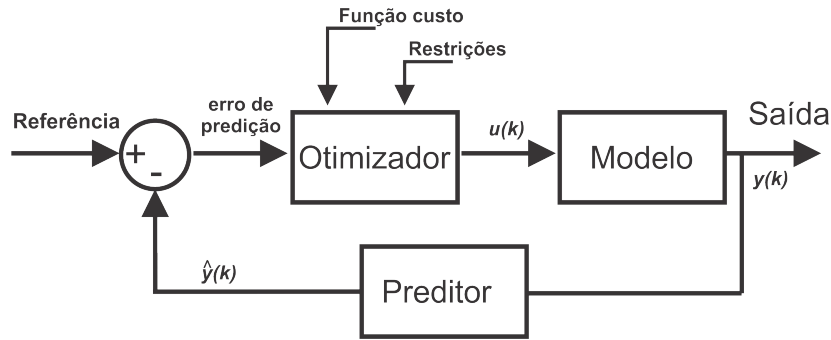 Função custo
Restrições
Referência
erro de
predição
+
-
Otimizador
u(k)
Modelo
Saída
y(k)
ŷ(k)
Preditor